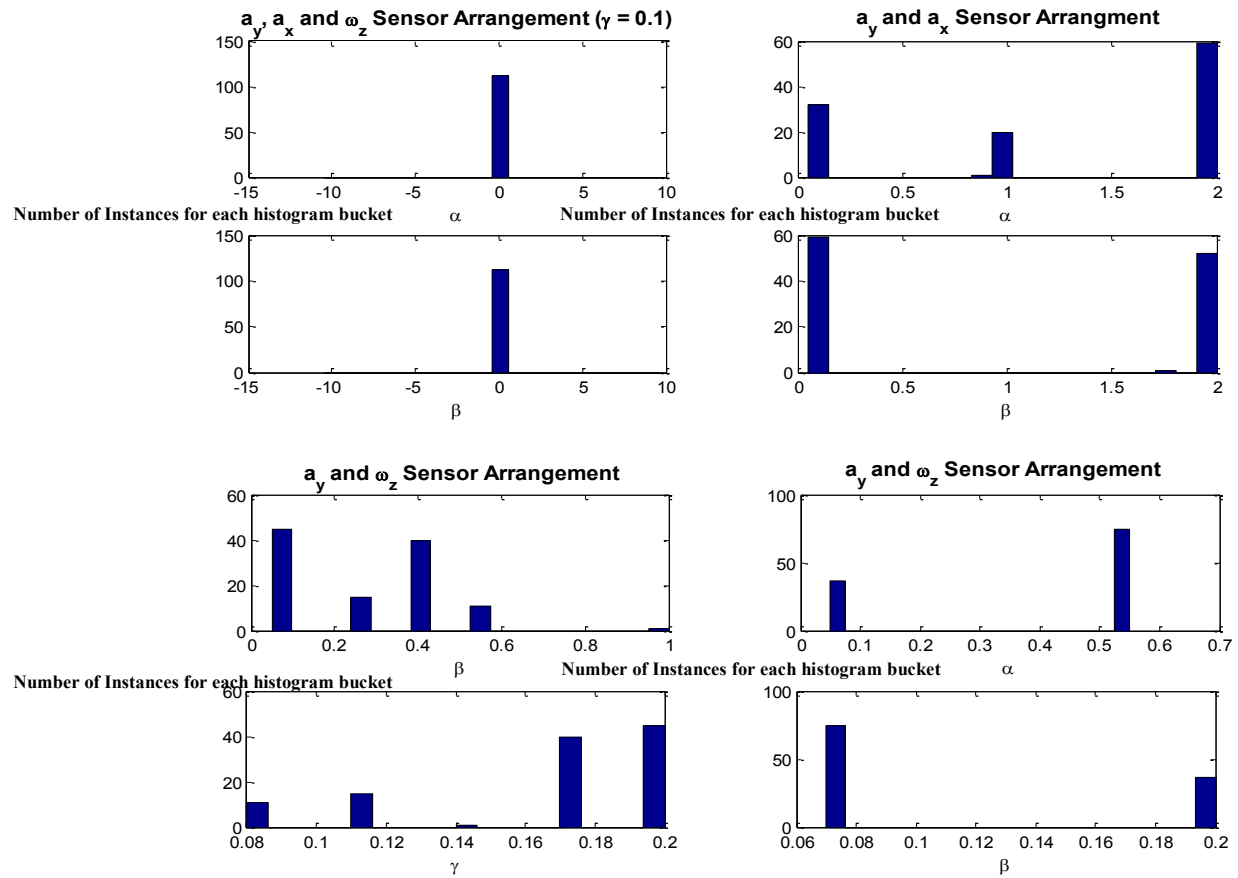 a_y, a_x and ω_z Sensor Arrangement (γ = 0.1)
150
100
50
0
-15 -10 -5 0 5 10
Number of Instances for each histogram bucket α
150
100
50
0
-15 -10 -5 0 5 10
β
a_y and a_x Sensor Arrangment
60
40
20
0
0 0.5 1 1.5 2
Number of Instances for each histogram bucket α
60
40
20
0
0 0.5 1 1.5 2
β
a_y and ω_z Sensor Arrangement
60
40
20
0
0 0.2 0.4 0.6 0.8 1
β
Number of Instances for each histogram bucket
60
40
20
0
0.08 0.1 0.12 0.14 0.16 0.18 0.2
γ
a_y and ω_z Sensor Arrangement
100
50
0
0 0.1 0.2 0.3 0.4 0.5 0.6 0.7
Number of Instances for each histogram bucket α
100
50
0
0.06 0.08 0.1 0.12 0.14 0.16 0.18 0.2
β